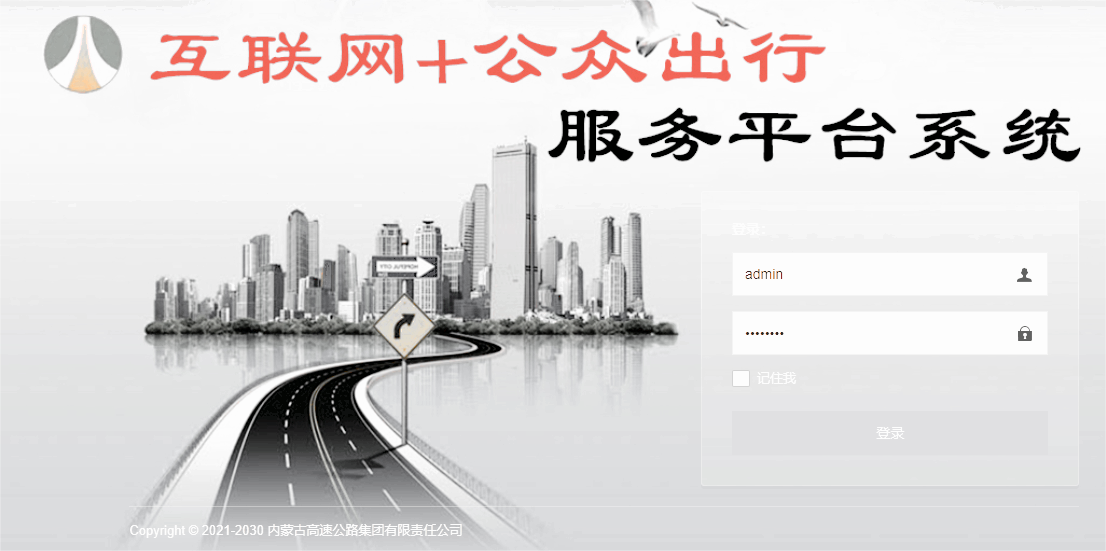 互联网+公众出行
服务平台系统
登录:
admin
••••••••
记住我
登录
Copyright © 2021-2030 内蒙古高速公路集团有限责任公司